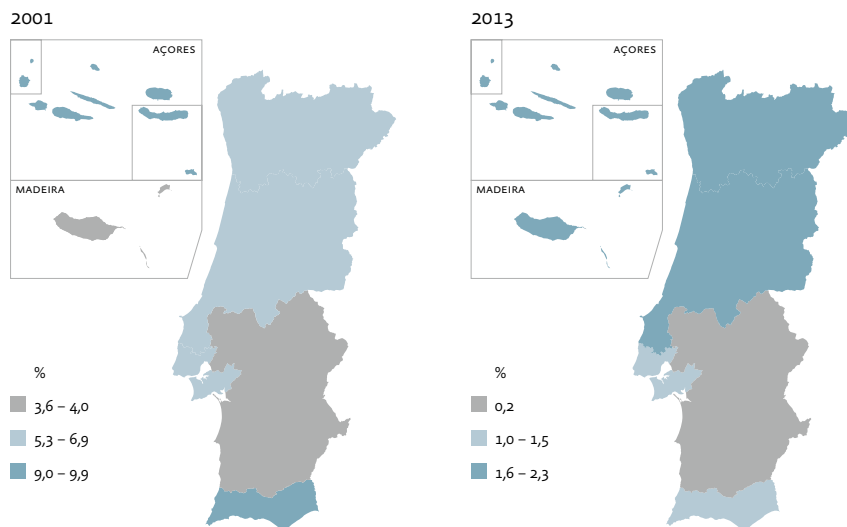 2001
AÇORES
MADEIRA
%
3,6 – 4,0
5,3 – 6,9
9,0 – 9,9
2013
AÇORES
MADEIRA
%
0,2
1,0 – 1,5
1,6 – 2,3